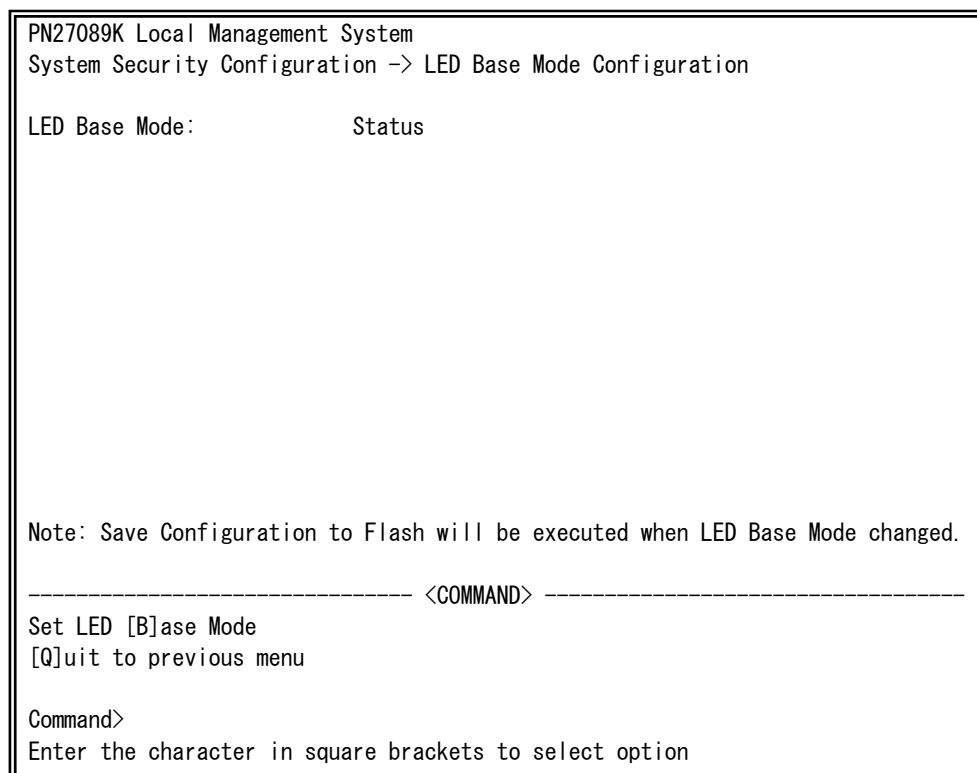 PN27089K Local Management System
System Security Configuration -> LED Base Mode Configuration
LED Base Mode: Status
Note: Save Configuration to Flash will be executed when LED Base Mode changed.
-------------------------------- <COMMAND> -----------------------------------
Set LED [B]ase Mode
[Q]uit to previous menu
Command>
Enter the character in square brackets to select option